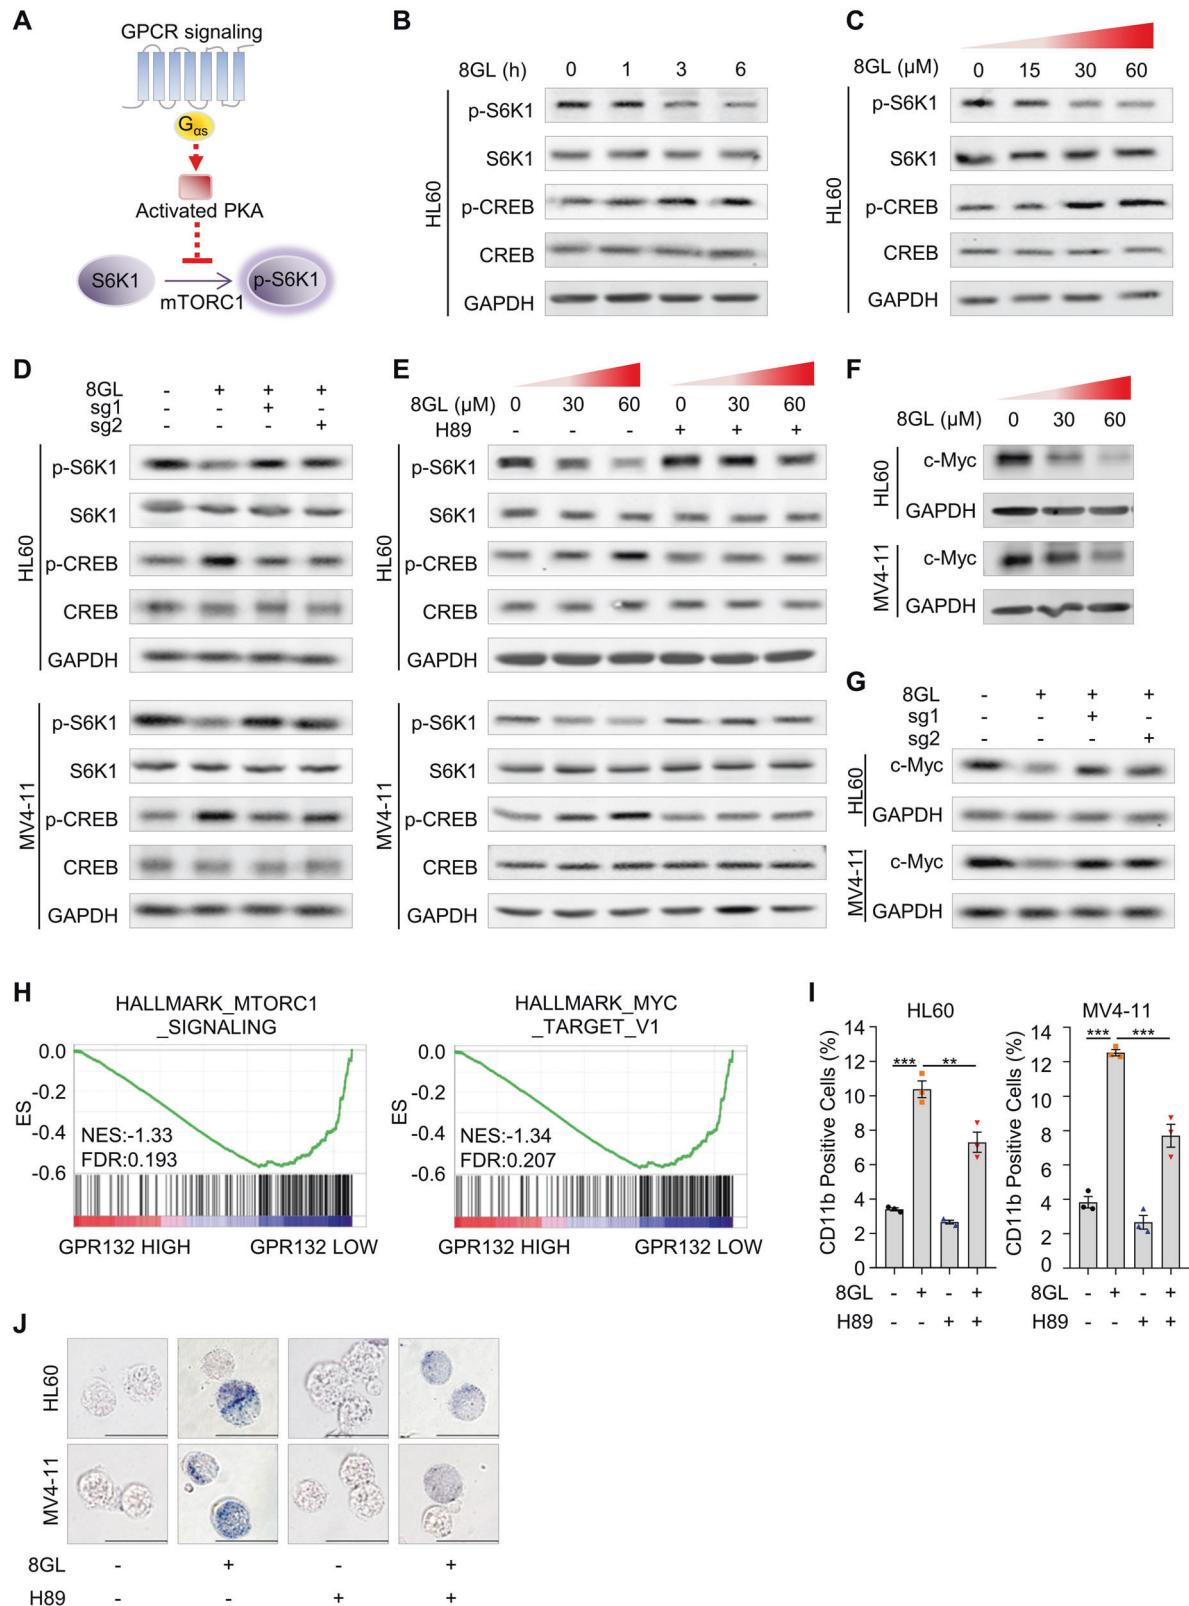 A
GPCR signaling
Gαs
Activated PKA
S6K1
p-S6K1
mTORC1
B
8GL (h) 0 1 3 6
HL60
p-S6K1
S6K1
p-CREB
CREB
GAPDH
C
8GL (µM) 0 15 30 60
HL60
p-S6K1
S6K1
p-CREB
CREB
GAPDH
D
8GL - + + +
sg1 - - + -
sg2 - - - +
HL60
p-S6K1
S6K1
p-CREB
CREB
GAPDH
MV4-11
p-S6K1
S6K1
p-CREB
CREB
GAPDH
E
8GL (µM) 0 30 60 0 30 60
H89 - - - + + +
HL60
p-S6K1
S6K1
p-CREB
CREB
GAPDH
MV4-11
p-S6K1
S6K1
p-CREB
CREB
GAPDH
F
8GL (µM) 0 30 60
HL60
c-Myc
GAPDH
MV4-11
c-Myc
GAPDH
G
8GL - + + +
sg1 - - + -
sg2 - - - +
HL60
c-Myc
GAPDH
MV4-11
c-Myc
GAPDH
H
HALLMARK_MTORC1
_SIGNALING
ES
0.0
-0.2
-0.4
-0.6
NES:-1.33
FDR:0.193
GPR132 HIGH GPR132 LOW
HALLMARK_MYC
_TARGET_V1
ES
0.0
-0.2
-0.4
-0.6
NES:-1.34
FDR:0.207
GPR132 HIGH GPR132 LOW
I
HL60
CD11b Positive Cells (%)
14
12
10
8
6
4
2
0
*** **
8GL - + - +
H89 - - + +
MV4-11
CD11b Positive Cells (%)
14
12
10
8
6
4
2
0
*** ***
- + - +
- - + +
J
HL60
MV4-11
8GL - + - +
H89 - - + +